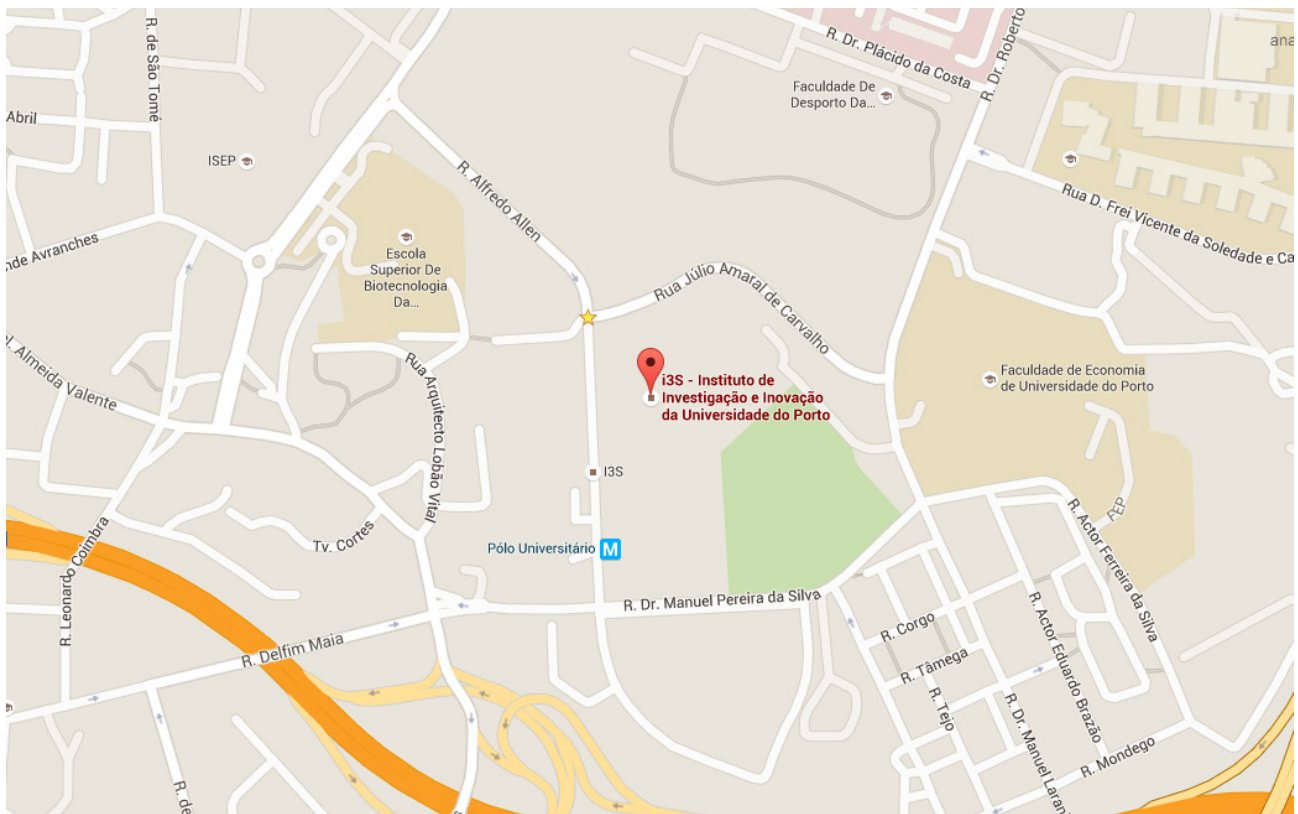 R. de São Tomé
Abril
ISEP
R. Dr. Plácido da Costa
R. Dr. Roberto
ana
Faculdade De
Desporto Da...
R. Alfredo Allen
Rua D. Frei Vicente da Soledade e Ca
nde Avranches
Escola
Superior De
Biotecnologia
Da...
Rua Júlio Amaral de Carvalho
el. Almeida Valente
Rua Arquitecto Lobão Vital
i3S - Instituto de
Investigação e Inovação
da Universidade do Porto
Faculdade de Economia
de Universidade do Porto
I3S
R. Leonardo Coimbra
Tv. Cortes
Pólo Universitário
M
FEP
R. Actor Ferreira da Silva
R. Dr. Manuel Pereira da Silva
R. Delfim Maia
R. Corgo
R. Tâmega
R. Tejo
R. Actor Eduardo Brazão
R. Dr. Manuel Laran
R. Mondego
R. de